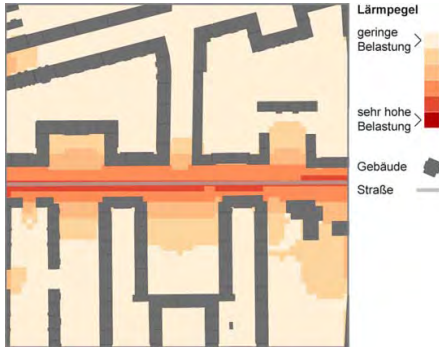 Lärmpegel
geringe
Belastung
sehr hohe
Belastung
Gebäude
Straße